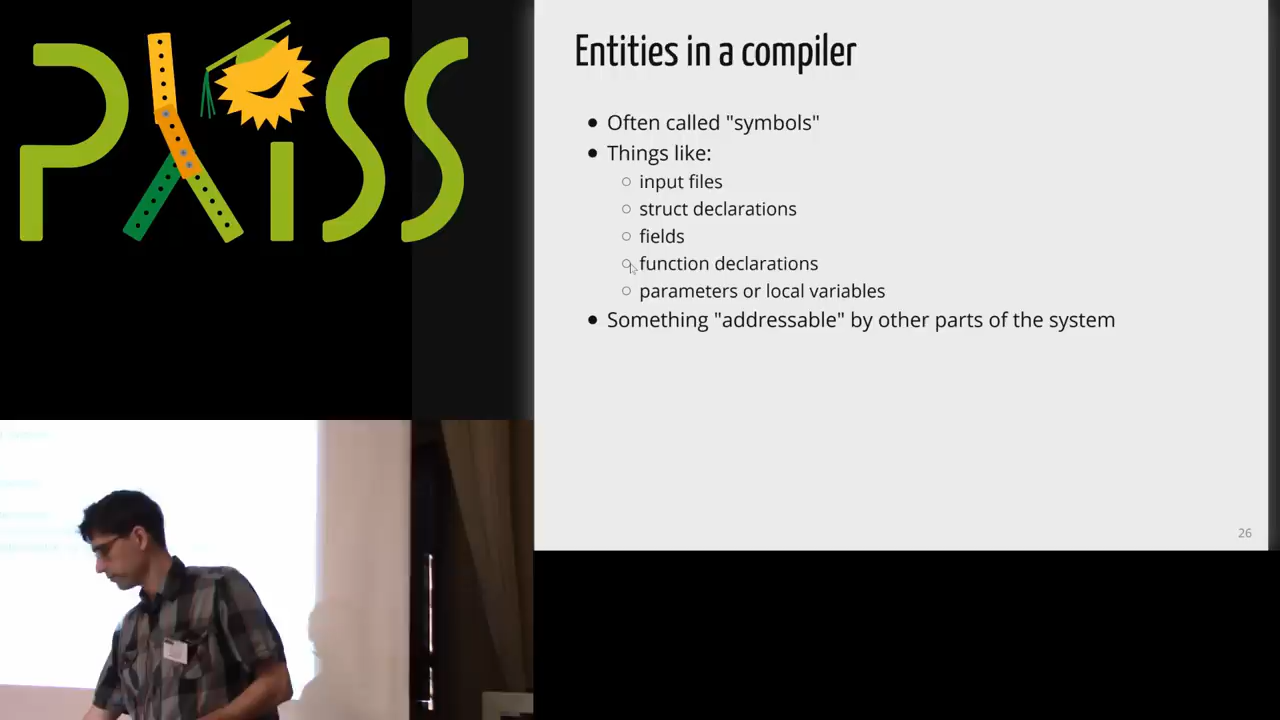 PLISS
Entities in a compiler
● Often called "symbols"
● Things like:
○ input files
○ struct declarations
○ fields
○ function declarations
○ parameters or local variables
● Something "addressable" by other parts of the system
26